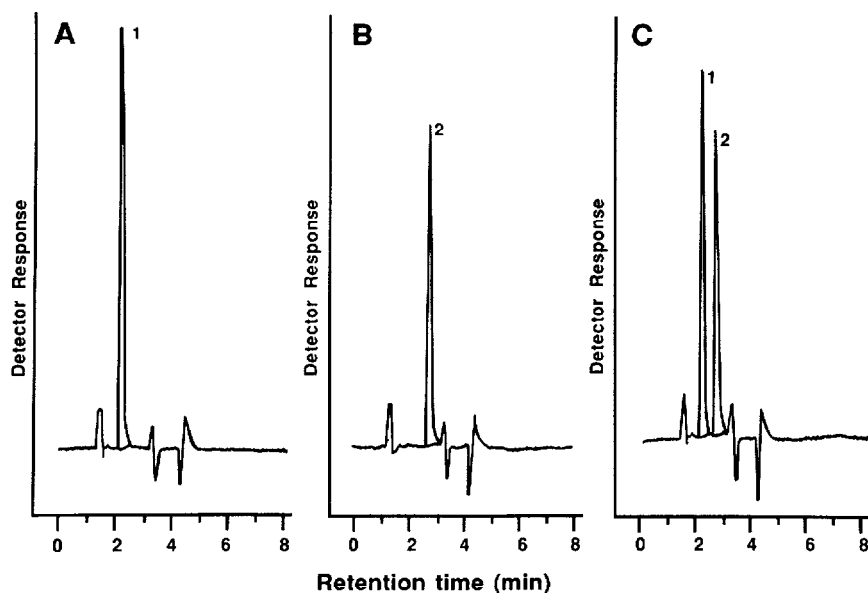 A
1
Detector Response
0 2 4 6 8
B
2
Detector Response
0 2 4 6 8
C
1
2
Detector Response
0 2 4 6 8
Retention time (min)